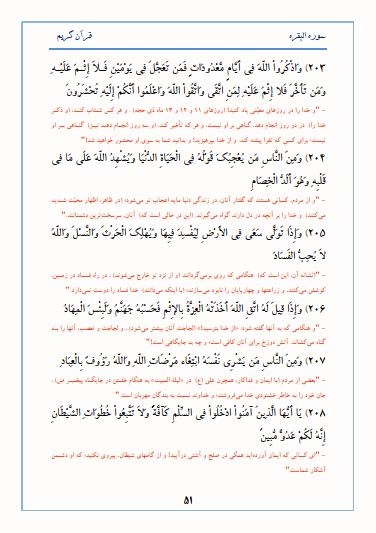 سوره البقره
قرآن کریم
(۲۰۳) وَاذْكُرُواْ اللّهَ فِي أَيَّامٍ مَّعْدُودَاتٍ فَمَن تَعَجَّلَ فِي يَوْمَيْنِ فَلاَ إِثْمَ عَلَيْهِ
وَمَن تَأَخَّرَ فَلا إِثْمَ عَلَيْهِ لِمَنِ اتَّقَى وَاتَّقُواْ اللّهَ وَاعْلَمُوا أَنَّكُمْ إِلَيْهِ تُحْشَرُونَ
- "و خدا را در روزهای معیّنی یاد کنید! (روزهای ۱۱ و ۱۲ و ۱۳ ماه ذی حجه). و هر کس شتاب کند، (و ذکر
خدا را) در دو روز انجام دهد، گناهی بر او نیست، و هر که تأخیر کند، (و سه روز انجام دهد نیز) گناهی بر او
نیست؛ برای کسی که تقوا پیشه کند. و از خدا بپرهیزید! و بدانید شما به سوی او محشور خواهید شد!"
(۲۰۴) وَمِنَ النَّاسِ مَن يُعْجِبُكَ قَوْلُهُ فِي الْحَيَاةِ الدُّنْيَا وَيُشْهِدُ اللّهَ عَلَى مَا فِي
قَلْبِهِ وَهُوَ أَلَدُّ الْخِصَامِ
- "و از مردم، کسانی هستند که گفتار آنان، در زندگی دنیا مایه اعجاب تو می‌شود؛ (در ظاهر، اظهار محبّت شدید
می‌کنند) و خدا را بر آنچه در دل دارند گواه می‌گیرند. (این در حالی است که) آنان، سرسخت‌ترین دشمنانند."
(۲۰۵) وَإِذَا تَوَلَّى سَعَى فِي الأَرْضِ لِيُفْسِدَ فِيِهَا وَيُهْلِكَ الْحَرْثَ وَالنَّسْلَ وَاللّهُ
لاَ يُحِبُّ الفَسَادَ
- "(نشانه آن، این است که) هنگامی که روی برمی‌گردانند (و از نزد تو خارج می‌شوند)، در راه فساد در زمین،
کوشش می‌کنند، و زراعتها و چهارپایان را نابود می‌سازند؛ (با اینکه می‌دانند) خدا فساد را دوست نمی‌دارد."
(۲۰۶) وَإِذَا قِيلَ لَهُ اتَّقِ اللّهَ أَخَذَتْهُ الْعِزَّةُ بِالإِثْمِ فَحَسْبُهُ جَهَنَّمُ وَلَبِئْسَ الْمِهَادُ
- "و هنگامی که به آنها گفته شود: «از خدا بترسید!» (لجاجت آنان بیشتر می‌شود)، و لجاجت و تعصب، آنها را به
گناه می‌کشاند. آتش دوزخ برای آنان کافی است؛ و چه بد جایگاهی است!"
(۲۰۷) وَمِنَ النَّاسِ مَن يَشْرِي نَفْسَهُ ابْتِغَاء مَرْضَاتِ اللّهِ وَاللّهُ رَؤُوفٌ بِالْعِبَادِ
- "بعضی از مردم (با ایمان و فداکار، همچون علی (ع) در «لیلة المبیت» به هنگام خفتن در جایگاه پیغمبر ص)،
جان خود را به خاطر خشنودی خدا می‌فروشند؛ و خداوند نسبت به بندگان مهربان است."
(۲۰۸) يَا أَيُّهَا الَّذِينَ آمَنُواْ ادْخُلُواْ فِي السِّلْمِ كَآفَّةً وَلاَ تَتَّبِعُواْ خُطُوَاتِ الشَّيْطَانِ
إِنَّهُ لَكُمْ عَدُوٌّ مُّبِينٌ
- "ای کسانی که ایمان آورده‌اید همگی در صلح و آشتی درآیید! و از گامهای شیطان، پیروی نکنید؛ که او دشمن
آشکار شماست"
۵۱